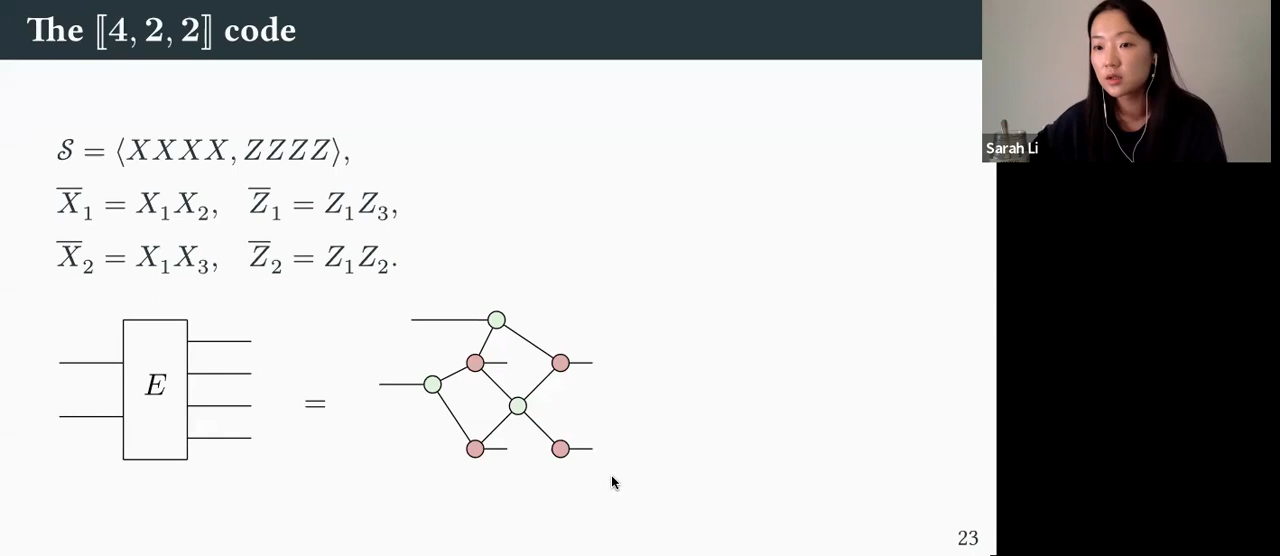 The ⟦4, 2, 2⟧ code
𝒮 = ⟨XXXX, ZZZZ⟩,
X̅₁ = X₁X₂, Z̅₁ = Z₁Z₃,
X̅₂ = X₁X₃, Z̅₂ = Z₁Z₂.
E =
23
Sarah Li